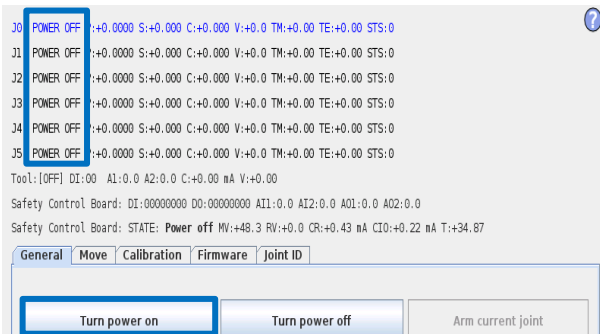 ?
J0 POWER OFF P:+0.0000 S:+0.000 C:+0.000 V:+0.0 TM:+0.00 TE:+0.00 STS:0
J1 POWER OFF P:+0.0000 S:+0.000 C:+0.000 V:+0.0 TM:+0.00 TE:+0.00 STS:0
J2 POWER OFF P:+0.0000 S:+0.000 C:+0.000 V:+0.0 TM:+0.00 TE:+0.00 STS:0
J3 POWER OFF P:+0.0000 S:+0.000 C:+0.000 V:+0.0 TM:+0.00 TE:+0.00 STS:0
J4 POWER OFF P:+0.0000 S:+0.000 C:+0.000 V:+0.0 TM:+0.00 TE:+0.00 STS:0
J5 POWER OFF P:+0.0000 S:+0.000 C:+0.000 V:+0.0 TM:+0.00 TE:+0.00 STS:0
Tool:[OFF] DI:00 A1:0.0 A2:0.0 C:+0.00 mA V:+0.00
Safety Control Board: DI:00000000 DO:00000000 AI1:0.0 AI2:0.0 AO1:0.0 AO2:0.0
Safety Control Board: STATE: Power off MV:+48.3 RV:+0.0 CR:+0.43 mA CIO:+0.22 mA T:+34.87
General Move Calibration Firmware Joint ID
Turn power on Turn power off Arm current joint